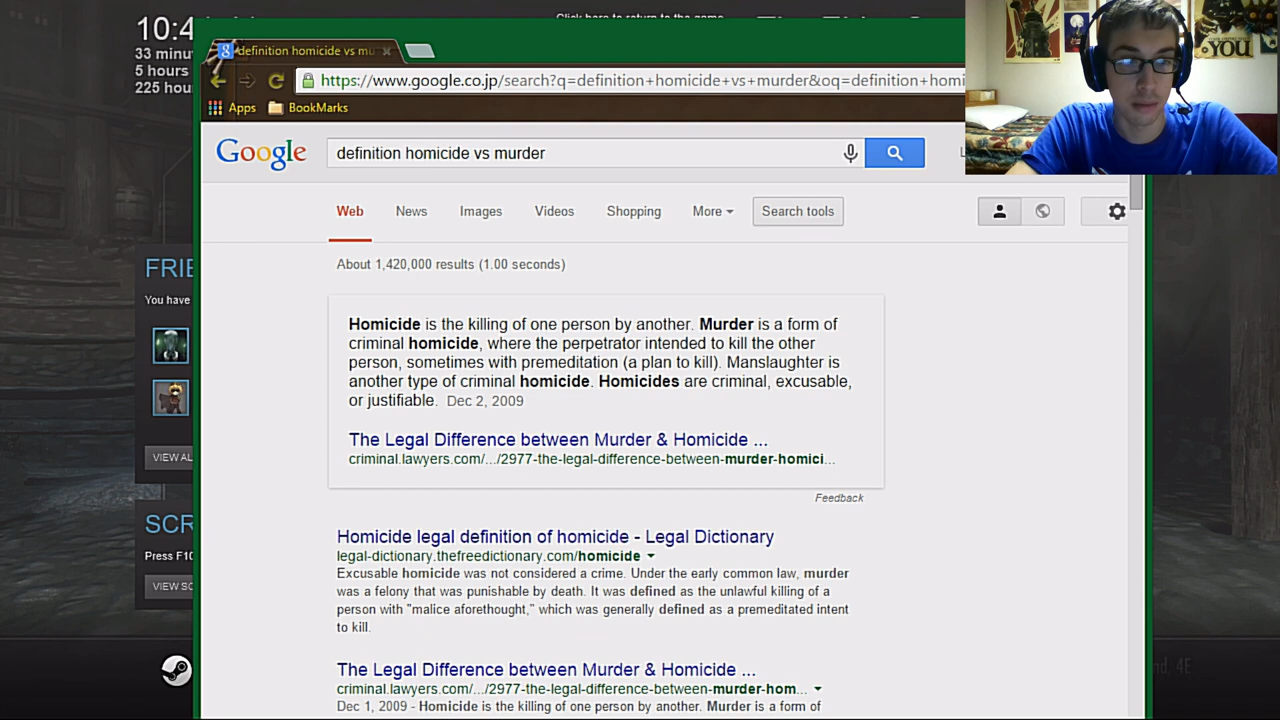 Click here to return to the game
10:4
33 minu
5 hours
225 hou
definition homicide vs mu
https://www.google.co.jp/search?q=definition+homicide+vs+murder&oq=definition+homi
Apps BookMarks
YOU
Google definition homicide vs murder
Web News Images Videos Shopping More Search tools
About 1,420,000 results (1.00 seconds)
FRIE
You have
Homicide is the killing of one person by another. Murder is a form of
criminal homicide, where the perpetrator intended to kill the other
person, sometimes with premeditation (a plan to kill). Manslaughter is
another type of criminal homicide. Homicides are criminal, excusable,
or justifiable. Dec 2, 2009
The Legal Difference between Murder & Homicide ...
criminal.lawyers.com/.../2977-the-legal-difference-between-murder-homici...
VIEW AL
Feedback
SCR
Press F10
VIEW SC
Homicide legal definition of homicide - Legal Dictionary
legal-dictionary.thefreedictionary.com/homicide
Excusable homicide was not considered a crime. Under the early common law, murder
was a felony that was punishable by death. It was defined as the unlawful killing of a
person with "malice aforethought," which was generally defined as a premeditated intent
to kill.
The Legal Difference between Murder & Homicide ...
criminal.lawyers.com/.../2977-the-legal-difference-between-murder-hom...
Dec 1, 2009 - Homicide is the killing of one person by another. Murder is a form of